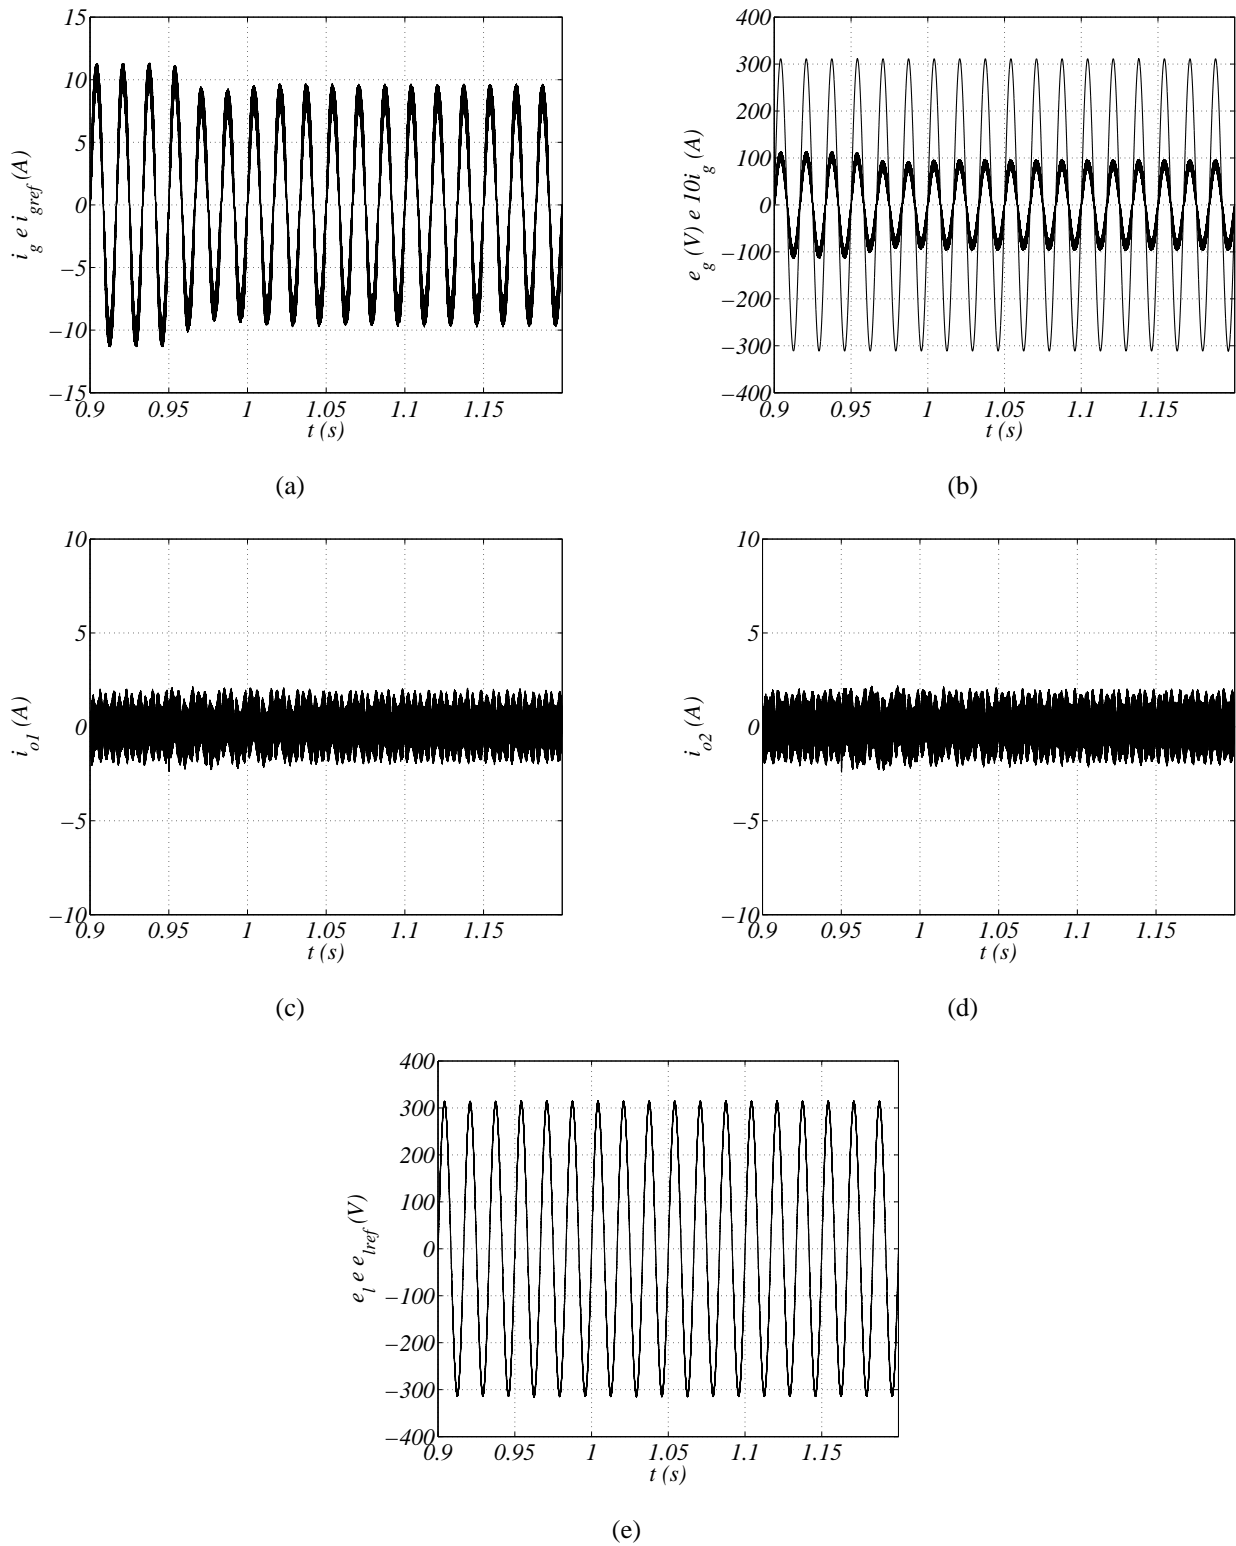 15
10
5
0
−5
−10
−15
0.9 0.95 1 1.05 1.1 1.15
t (s)
i_g e i_gref (A)
(a)
400
300
200
100
0
−100
−200
−300
−400
0.9 0.95 1 1.05 1.1 1.15
t (s)
e_g (V) e 10i_g (A)
(b)
10
5
0
−5
−10
0.9 0.95 1 1.05 1.1 1.15
t (s)
i_o1 (A)
(c)
10
5
0
−5
−10
0.9 0.95 1 1.05 1.1 1.15
t (s)
i_o2 (A)
(d)
400
300
200
100
0
−100
−200
−300
−400
0.9 0.95 1 1.05 1.1 1.15
t (s)
e_l e e_lref (V)
(e)